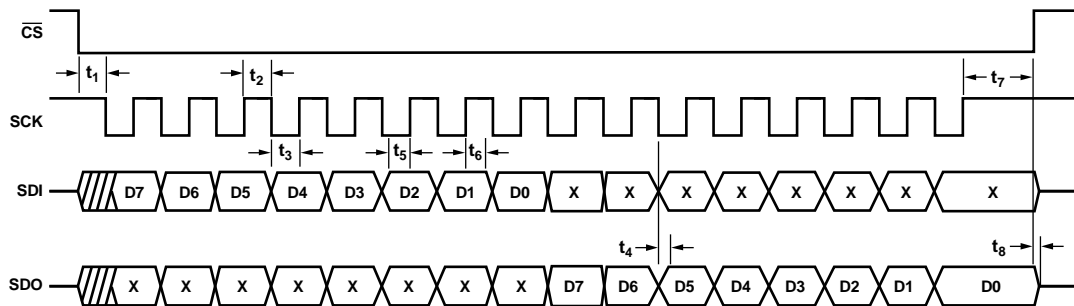 CS
t1 t2 t7
SCK
t3 t5 t6
SDI D7 D6 D5 D4 D3 D2 D1 D0 X X X X X X X X
t4 t8
SDO X X X X X X X X D7 D6 D5 D4 D3 D2 D1 D0